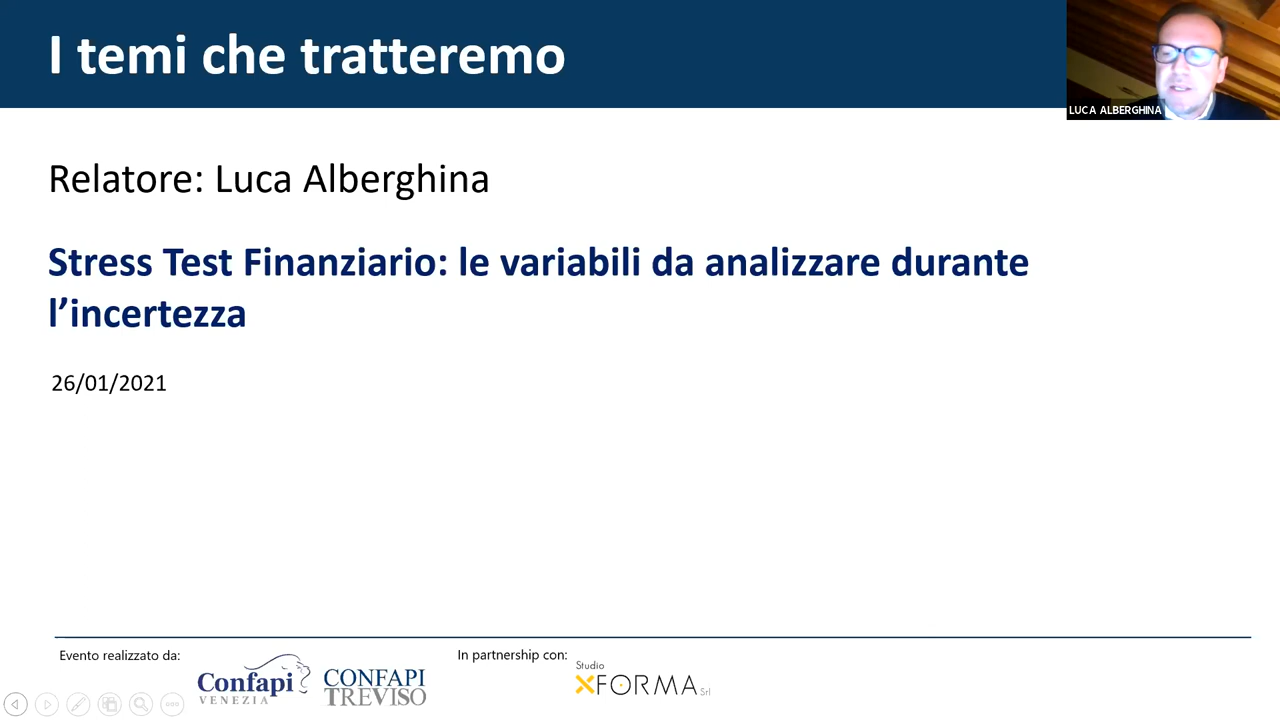 I temi che tratteremo
LUCA ALBERGHINA
Relatore: Luca Alberghina
Stress Test Finanziario: le variabili da analizzare durante
l’incertezza
26/01/2021
Evento realizzato da:
Confapi
VENEZIA
CONFAPI
TREVISO
In partnership con:
Studio
XFORMA Srl